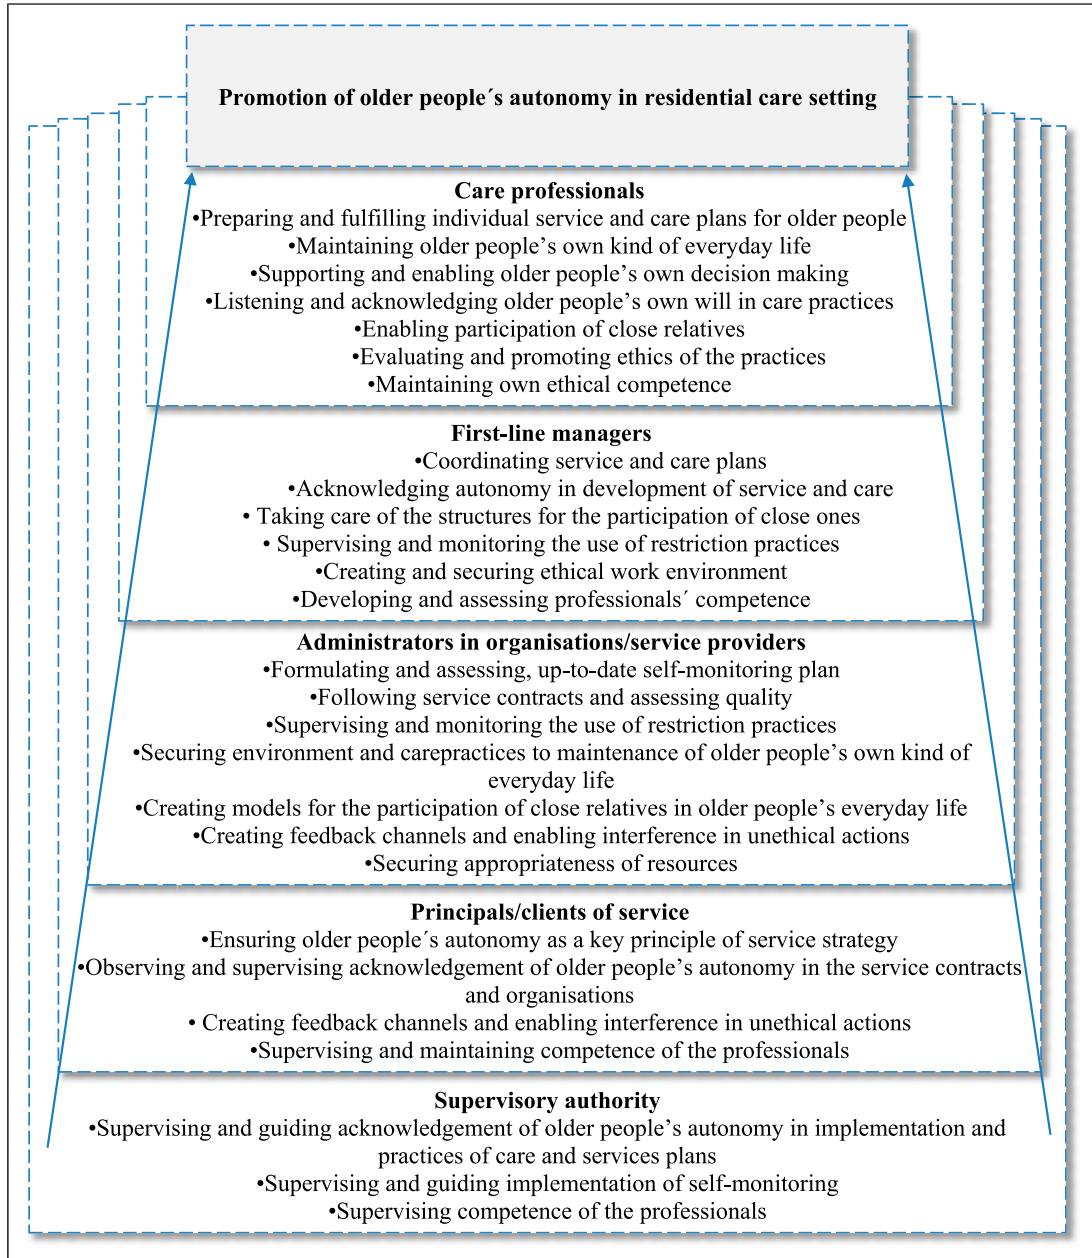 Promotion of older people´s autonomy in residential care setting
Care professionals
•Preparing and fulfilling individual service and care plans for older people
•Maintaining older people’s own kind of everyday life
•Supporting and enabling older people’s own decision making
•Listening and acknowledging older people’s own will in care practices
•Enabling participation of close relatives
•Evaluating and promoting ethics of the practices
•Maintaining own ethical competence
First-line managers
•Coordinating service and care plans
•Acknowledging autonomy in development of service and care
• Taking care of the structures for the participation of close ones
• Supervising and monitoring the use of restriction practices
•Creating and securing ethical work environment
•Developing and assessing professionals´ competence
Administrators in organisations/service providers
•Formulating and assessing, up-to-date self-monitoring plan
•Following service contracts and assessing quality
•Supervising and monitoring the use of restriction practices
•Securing environment and carepractices to maintenance of older people’s own kind of
everyday life
•Creating models for the participation of close relatives in older people’s everyday life
•Creating feedback channels and enabling interference in unethical actions
•Securing appropriateness of resources
Principals/clients of service
•Ensuring older people´s autonomy as a key principle of service strategy
•Observing and supervising acknowledgement of older people’s autonomy in the service contracts
and organisations
• Creating feedback channels and enabling interference in unethical actions
•Supervising and maintaining competence of the professionals
Supervisory authority
•Supervising and guiding acknowledgement of older people’s autonomy in implementation and
practices of care and services plans
•Supervising and guiding implementation of self-monitoring
•Supervising competence of the professionals